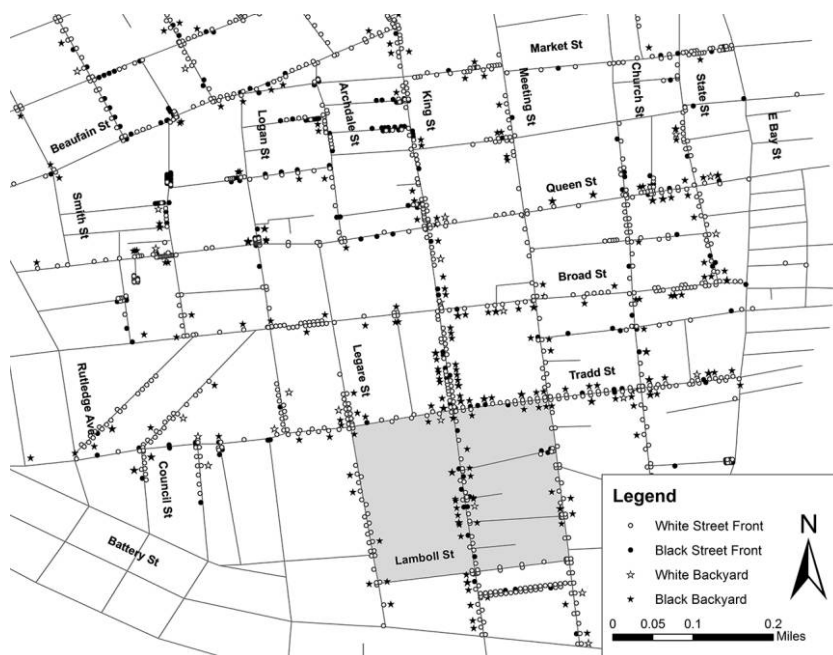 Market St
Church St
State St
Meeting St
King St
Archdale St
Logan St
Beaufain St
E Bay St
Queen St
Smith St
Broad St
Legare St
Tradd St
Rutledge Ave
Council St
Lamboll St
Battery St
Legend
White Street Front
Black Street Front
White Backyard
Black Backyard
N
0 0.05 0.1 0.2
Miles